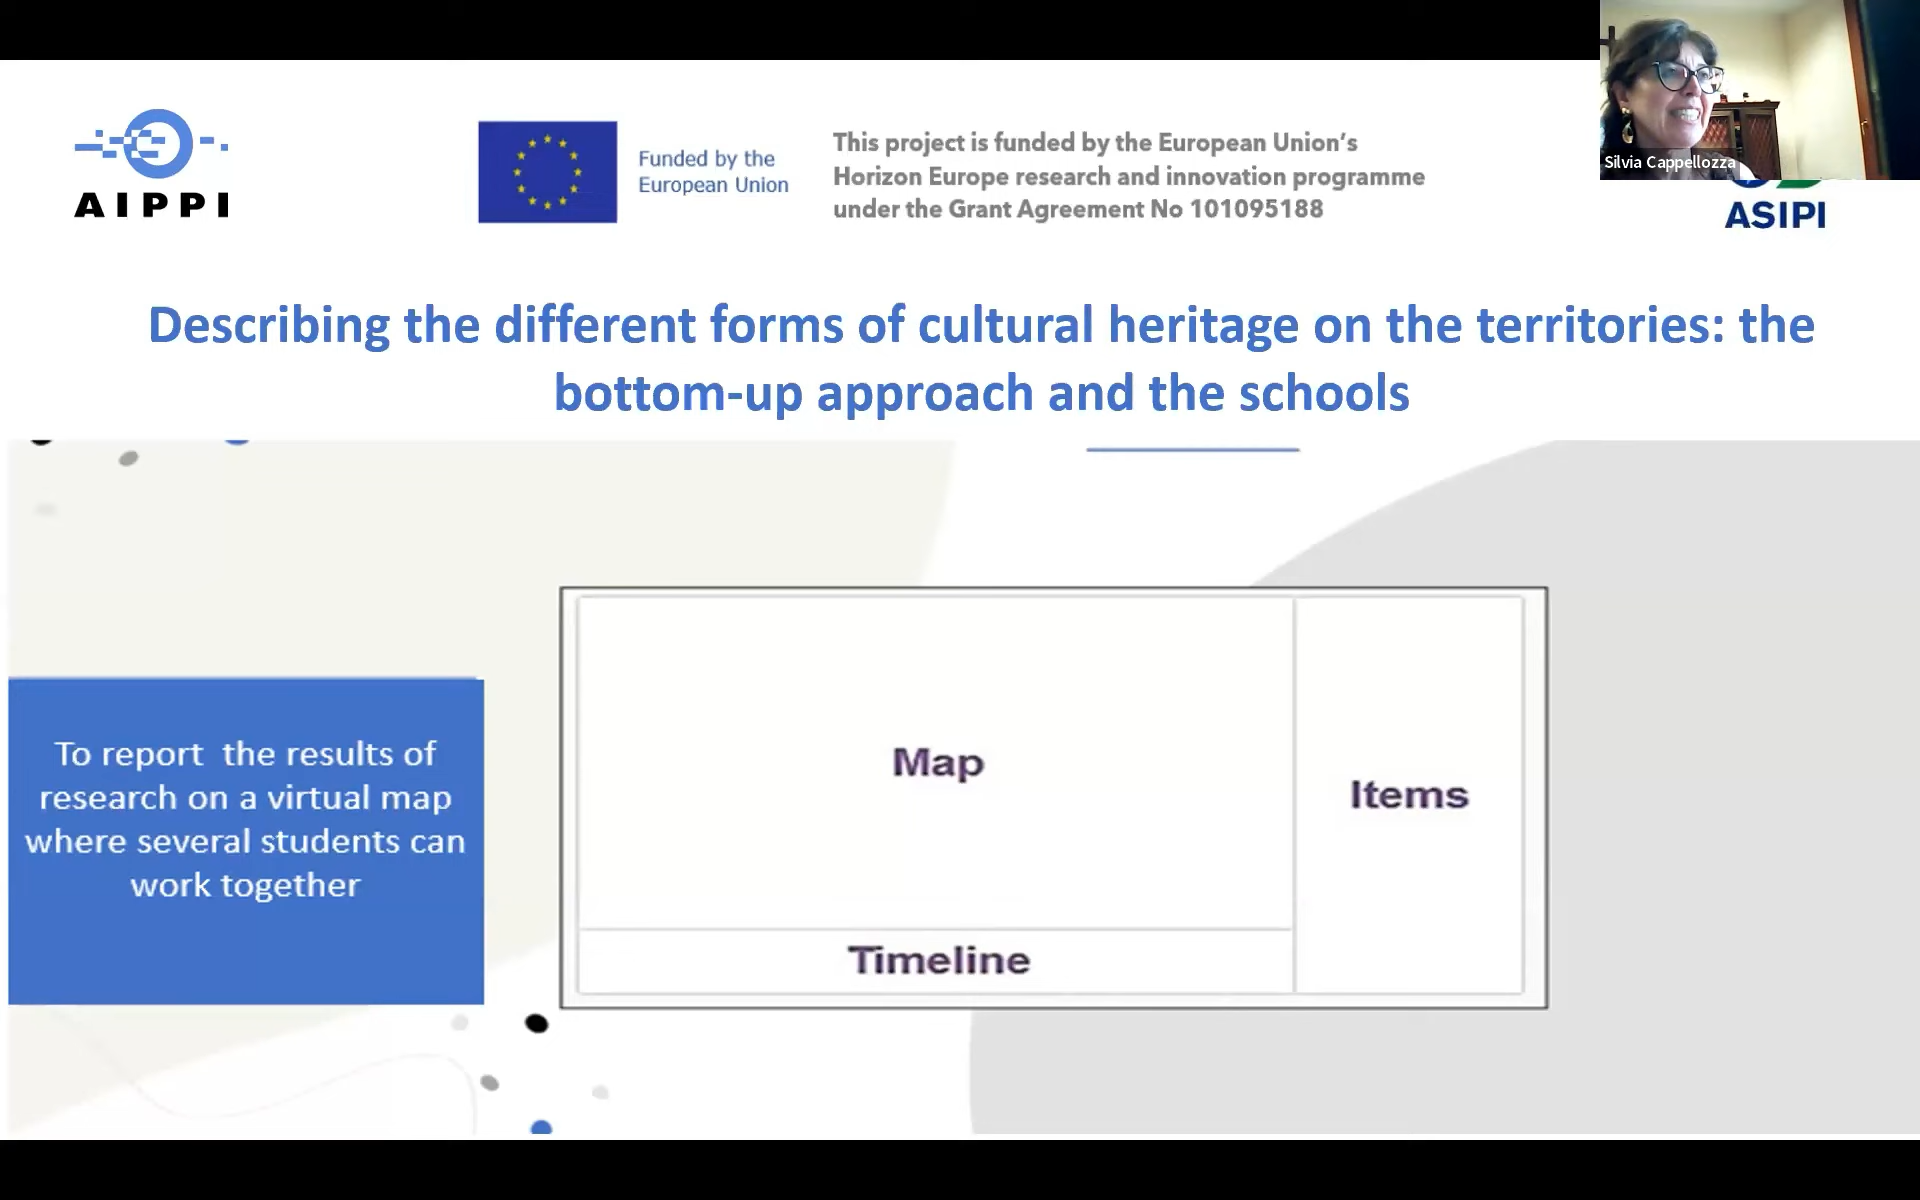 AIPPI
Funded by the
European Union
This project is funded by the European Union's
Horizon Europe research and innovation programme
under the Grant Agreement No 101095188
Silvia Cappellozza
ASIPI
Describing the different forms of cultural heritage on the territories: the
bottom-up approach and the schools
To report the results of
research on a virtual map
where several students can
work together
Map
Items
Timeline